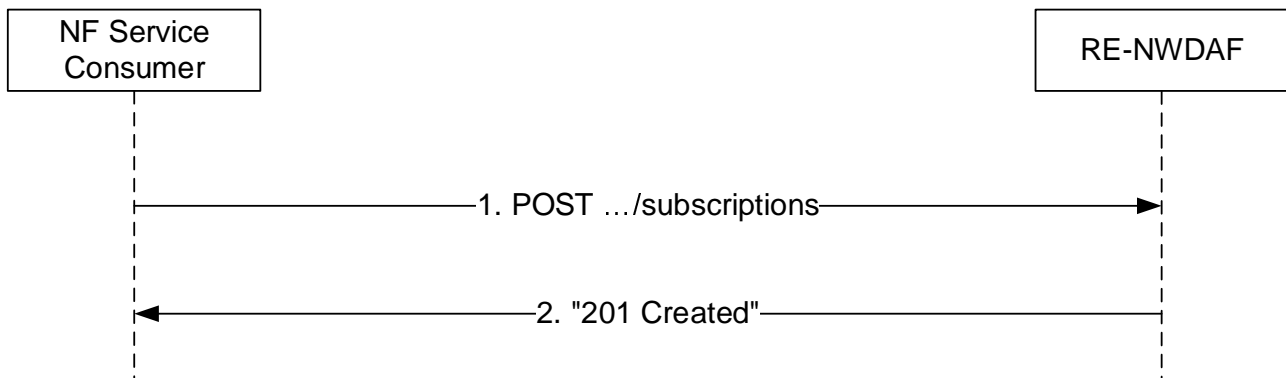 NF Service
Consumer
RE-NWDAF
1. POST …/subscriptions
2. "201 Created"